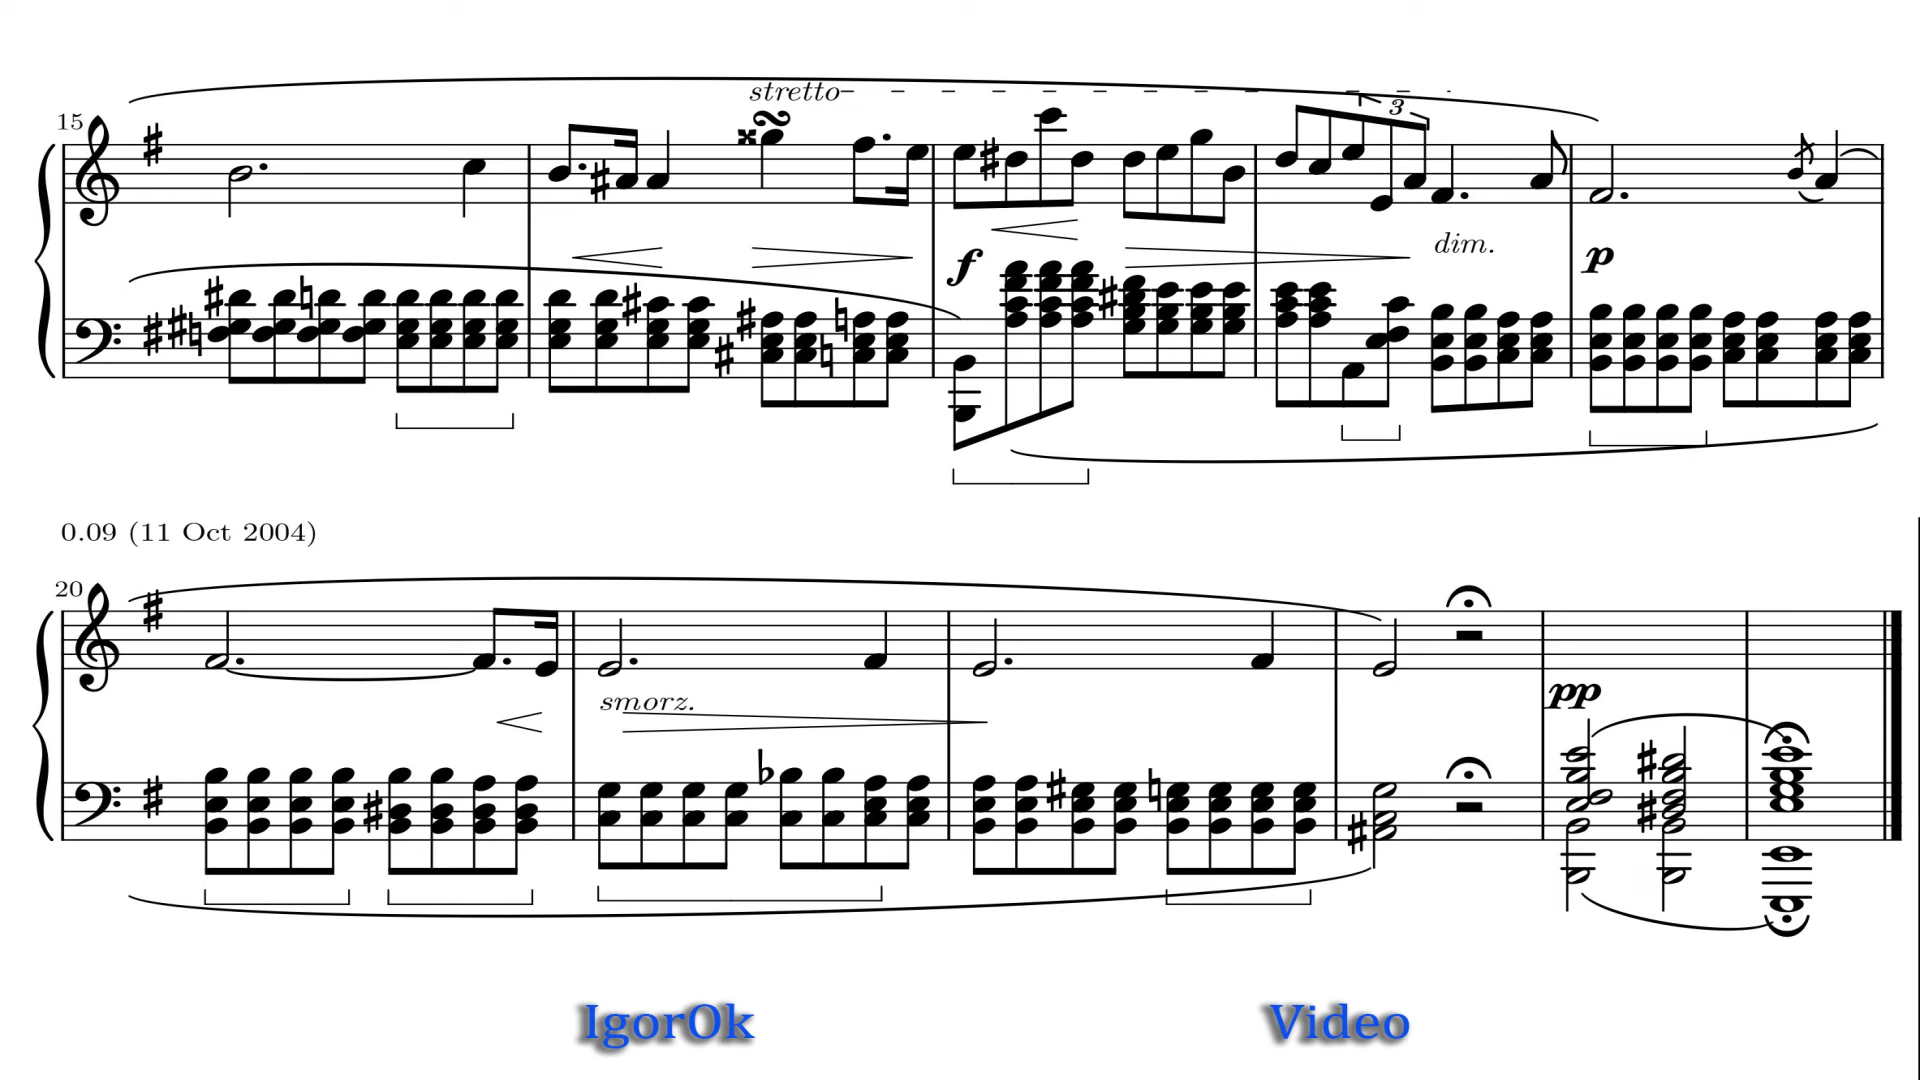 stretto
15
3
f
dim.
p
0.09 (11 Oct 2004)
20
smorz.
pp
IgorOk Video